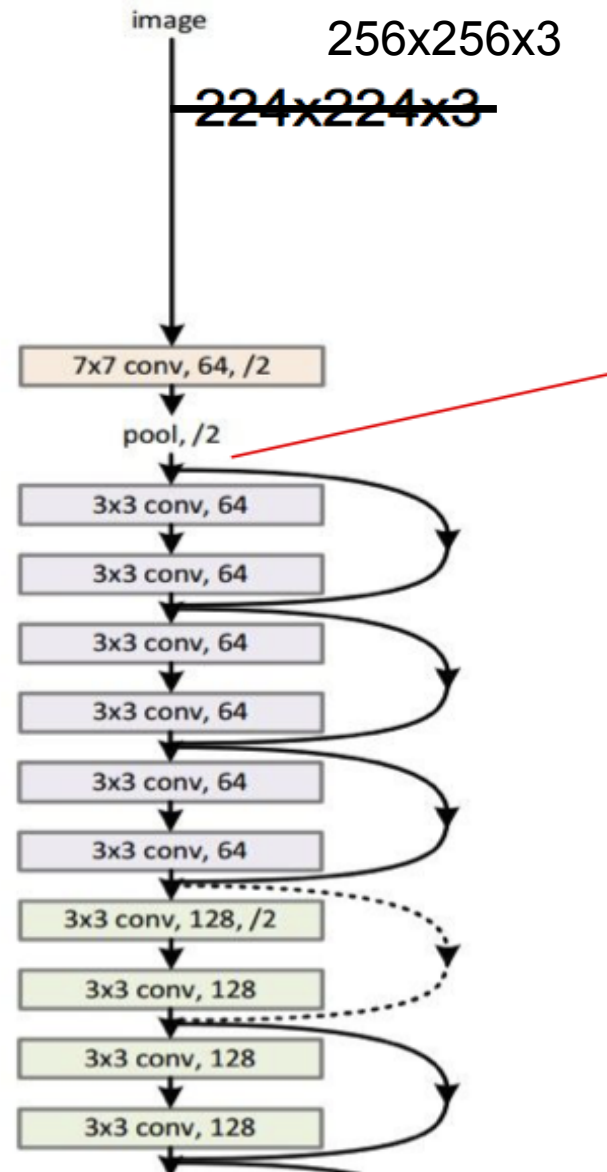 image
256x256x3
224x224x3
7x7 conv, 64, /2
pool, /2
3x3 conv, 64
3x3 conv, 64
3x3 conv, 64
3x3 conv, 64
3x3 conv, 64
3x3 conv, 64
3x3 conv, 128, /2
3x3 conv, 128
3x3 conv, 128
3x3 conv, 128